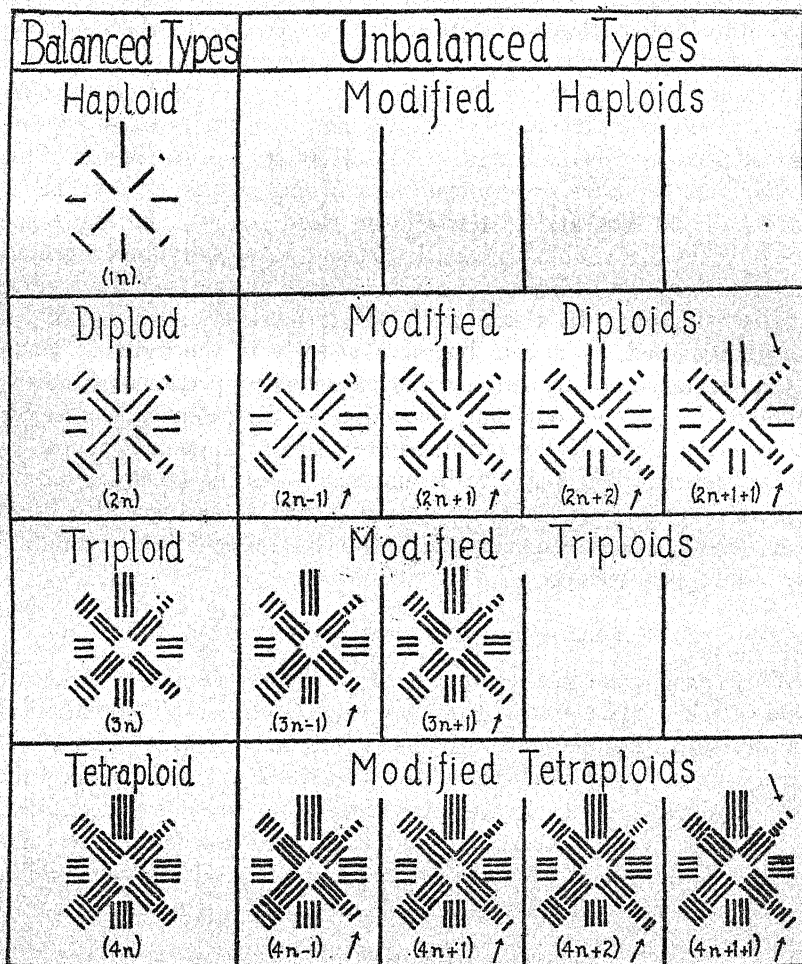 Balanced Types Unbalanced Types
Haploid Modified Haploids
(1n).
Diploid Modified Diploids
(2n) (2n-1) (2n+1) (2n+2) (2n+1+1)
Triploid Modified Triploids
(3n) (3n-1) (3n+1)
Tetraploid Modified Tetraploids
(4n) (4n-1) (4n+1) (4n+2) (4n+1+1)